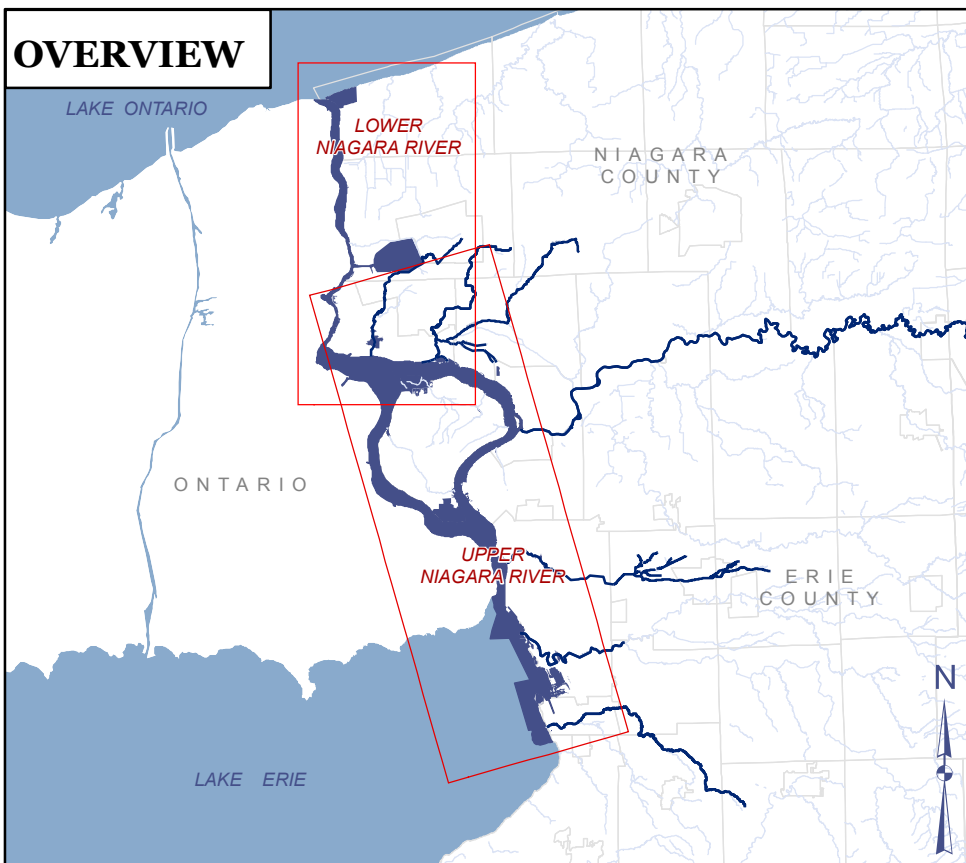 OVERVIEW
LAKE ONTARIO
LOWER
NIAGARA RIVER
NIAGARA
COUNTY
ONTARIO
UPPER
NIAGARA RIVER
ERIE
COUNTY
N
LAKE ERIE